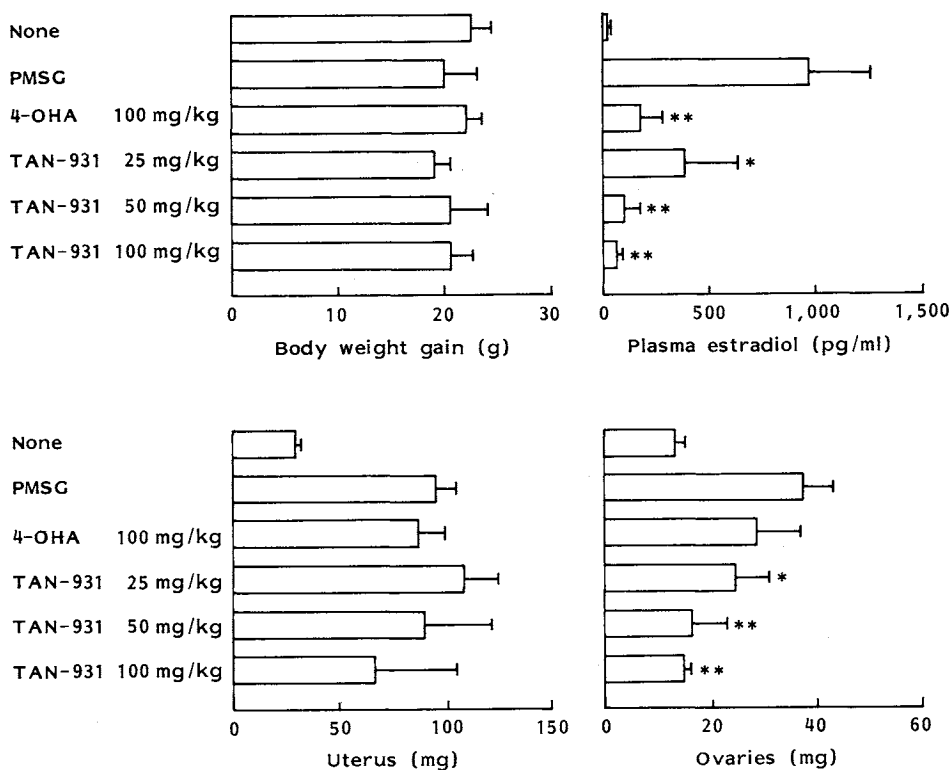 None
PMSG
4-OHA 100 mg/kg
**
TAN-931 25 mg/kg
*
TAN-931 50 mg/kg
**
TAN-931 100 mg/kg
**
0 10 20 30
Body weight gain (g)
0 500 1,000 1,500
Plasma estradiol (pg/ml)
None
PMSG
4-OHA 100 mg/kg
TAN-931 25 mg/kg
*
TAN-931 50 mg/kg
**
TAN-931 100 mg/kg
**
0 50 100 150
Uterus (mg)
0 20 40 60
Ovaries (mg)